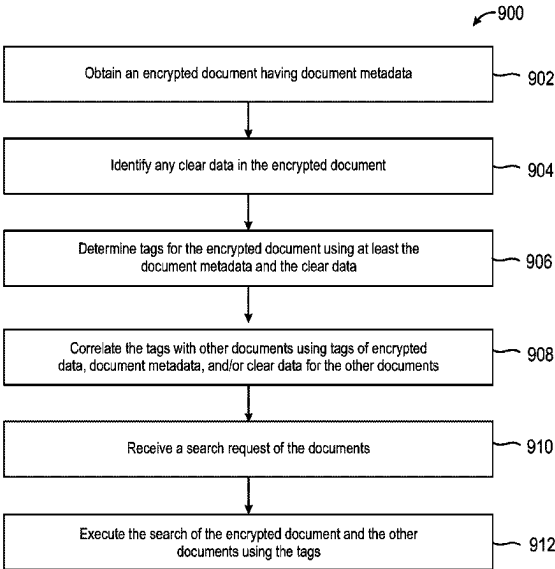 900
Obtain an encrypted document having document metadata
902
Identify any clear data in the encrypted document
904
Determine tags for the encrypted document using at least the
document metadata and the clear data
906
Correlate the tags with other documents using tags of encrypted
data, document metadata, and/or clear data for the other documents
908
Receive a search request of the documents
910
Execute the search of the encrypted document and the other
documents using the tags
912